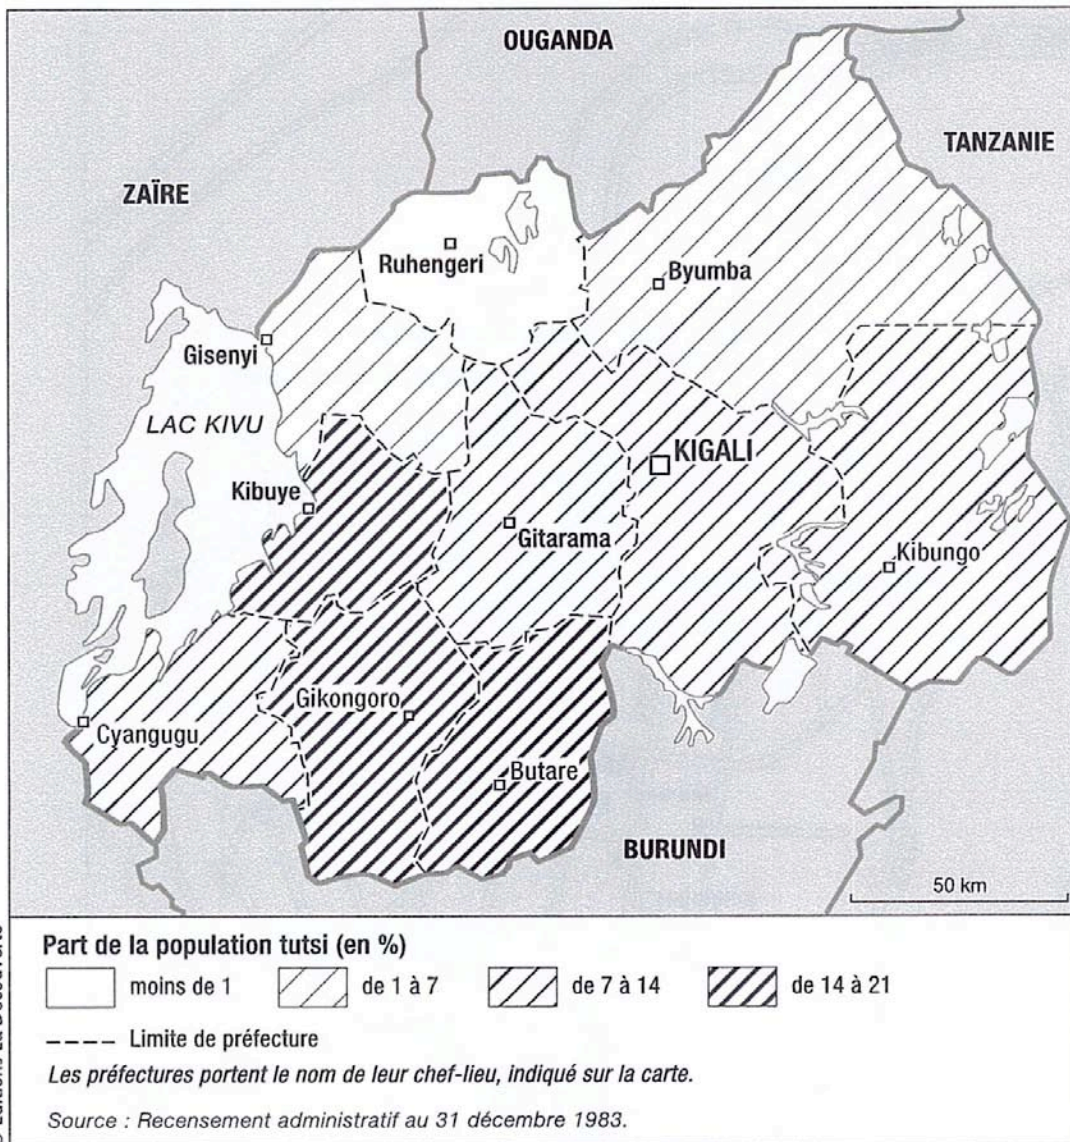 OUGANDA
TANZANIE
ZAÏRE
Ruhengeri
Byumba
Gisenyi
LAC KIVU
KIGALI
Kibuye
Gitarama
Kibungo
Gikongoro
Cyangugu
Butare
BURUNDI
50 km
Part de la population tutsi (en %)
moins de 1
de 1 à 7
de 7 à 14
de 14 à 21
Limite de préfecture
Les préfectures portent le nom de leur chef-lieu, indiqué sur la carte.
Source : Recensement administratif au 31 décembre 1983.